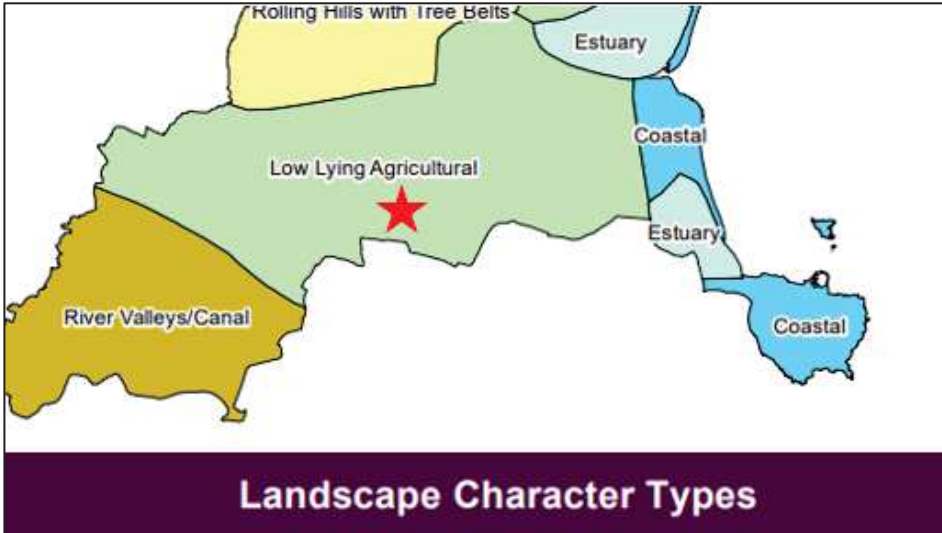 Rolling Hills with Tree Belts
Estuary
Coastal
Low Lying Agricultural
Estuary
River Valleys/Canal
Coastal
Landscape Character Types